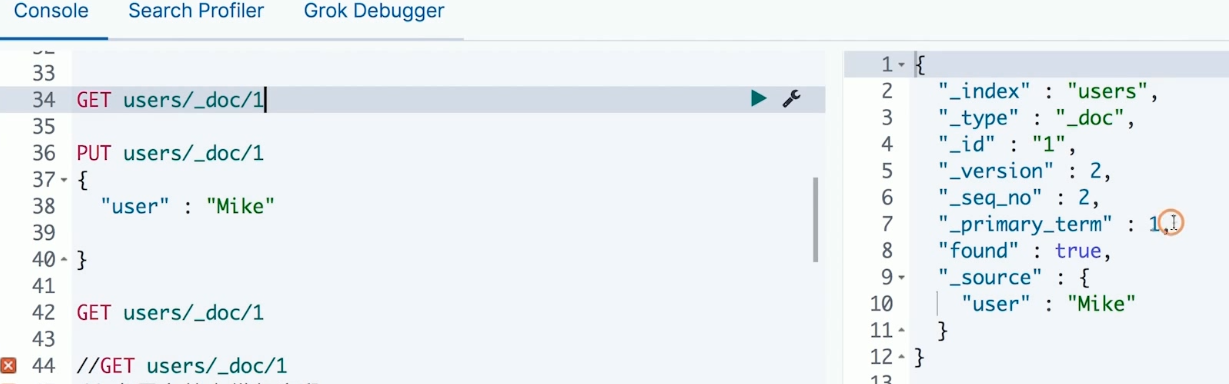 Console Search Profiler Grok Debugger
33
34 GET users/_doc/1
35
36 PUT users/_doc/1
37 {
38 "user" : "Mike"
39
40 }
41
42 GET users/_doc/1
43
44 //GET users/_doc/1
1 {
2 "_index" : "users",
3 "_type" : "_doc",
4 "_id" : "1",
5 "_version" : 2,
6 "_seq_no" : 2,
7 "_primary_term" : 1,
8 "found" : true,
9 "_source" : {
10 "user" : "Mike"
11 }
12 }
13